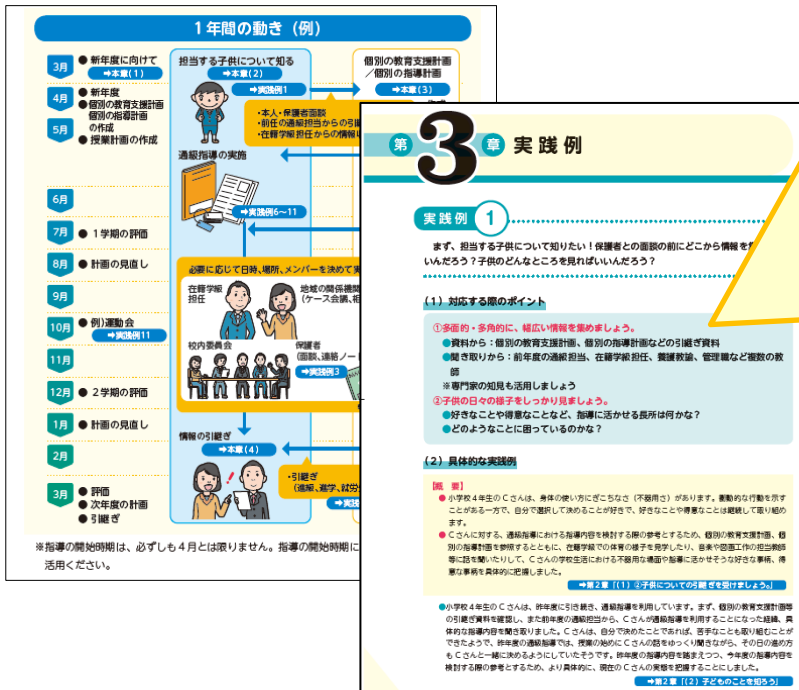 1年間の動き（例）
3月
● 新年度に向けて
➡本章(1)
4月
● 新年度
● 個別の教育支援計画
個別の指導計画
の作成
5月
● 授業計画の作成
6月
7月
● 1学期の評価
8月
● 計画の見直し
9月
10月
● 例)運動会
➡実践例11
11月
12月
● 2学期の評価
1月
● 計画の見直し
2月
3月
● 評価
● 次年度の計画
● 引継ぎ
担当する子供について知る
➡本章(2)
➡実践例1
・本人・保護者面談
・前任の通級担当からの引継
・在籍学級担任からの情報
通級指導の実施
➡実践例6～11
必要に応じて日時、場所、メンバーを決めて実
在籍学級
担任
地域の関係機関
(ケース会議、相
校内委員会
保護者
(面談、連絡ノー
➡実践例3
情報の引継ぎ
➡本章(4)
・引継ぎ
(進級、進学、就労
➡実践
個別の教育支援計画
／個別の指導計画
➡本章(3)
※指導の開始時期は、必ずしも4月とは限りません。指導の開始時期に
活用ください。
第3章 実践例
実践例 1
まず、担当する子供について知りたい！保護者との面談の前にどこから情報を
いんだろう？子供のどんなところを見ればいいんだろう？
(1) 対応する際のポイント
①多面的・多角的に、幅広い情報を集めましょう。
●資料から：個別の教育支援計画、個別の指導計画などの引継ぎ資料
●聞き取りから：前年度の通級担当、在籍学級担任、養護教諭、管理職など複数の教
師
※専門家の知見も活用しましょう
②子供の日々の様子をしっかり見ましょう。
●好きなことや得意なことなど、指導に活かせる長所は何かな？
●どのようなことに困っているのかな？
(2) 具体的な実践例
【概 要】
● 小学校4年生のCさんは、身体の使い方にぎこちなさ（不器用さ）があります。衝動的な行動を示す
ことがある一方で、自分で選択して決めることが好きで、好きなことや得意なことは継続して取り組め
ます。
● Cさんに対する、通級指導における指導内容を検討する際の参考とするため、個別の教育支援計画、個
別の指導計画を参照するとともに、在籍学級での体育の様子を見学したり、音楽や図画工作の担当教師
等に話を聞いたりして、Cさんの学校生活における不器用な場面や指導に活かせそうな好きな事柄、得
意な事柄を具体的に把握しました。
➡第2章「(1)②子供についての引継ぎを受けましょう。」
●小学校4年生のCさんは、昨年度に引き続き、通級指導を利用しています。まず、個別の教育支援計画等
の引継ぎ資料を確認し、また前年度の通級担当から、Cさんが通級指導を利用することになった経緯、具
体的な指導内容を聞き取りました。Cさんは、自分で決めたことであれば、苦手なことも取り組むことが
できたようで、昨年度の通級指導では、授業の始めにCさんの話をゆっくり聞きながら、その日の進め方
もCさんと一緒に決めるようにしていたそうです。昨年度の指導内容を踏まえつつ、今年度の指導内容を
検討する際の参考とするため、より具体的に、現在のCさんの実態を把握することにしました。
➡第2章「(2)子どものことを知ろう」